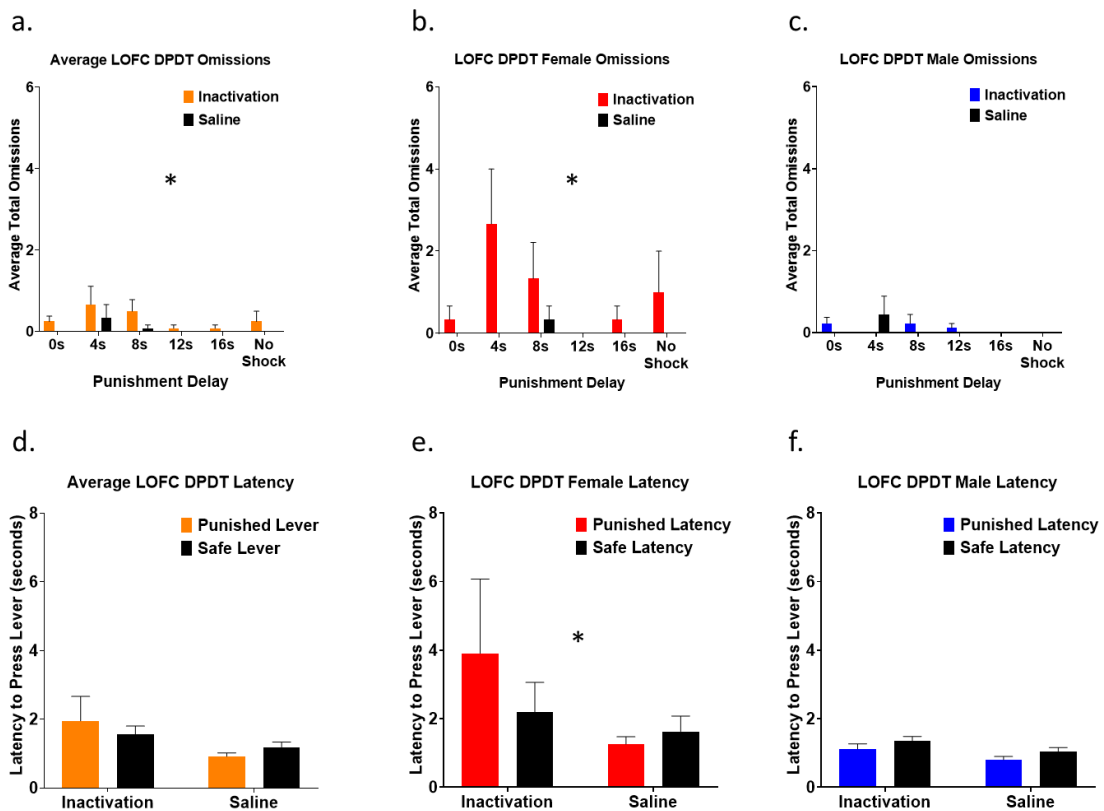 a.
Average LOFC DPDT Omissions
Inactivation
Saline
*
Average Total Omissions
6
4
2
0
0s 4s 8s 12s 16s No
Shock
Punishment Delay
b.
LOFC DPDT Female Omissions
Inactivation
Saline
*
Average Total Omissions
6
4
2
0
0s 4s 8s 12s 16s No
Shock
Punishment Delay
c.
LOFC DPDT Male Omissions
Inactivation
Saline
Average Total Omissions
6
4
2
0
0s 4s 8s 12s 16s No
Shock
Punishment Delay
d.
Average LOFC DPDT Latency
Punished Lever
Safe Lever
Latency to Press Lever (seconds)
8
6
4
2
0
Inactivation Saline
e.
LOFC DPDT Female Latency
Punished Latency
Safe Latency
*
Latency to Press Lever (seconds)
8
6
4
2
0
Inactivation Saline
f.
LOFC DPDT Male Latency
Punished Latency
Safe Latency
Latency to Press Lever (seconds)
8
6
4
2
0
Inactivation Saline